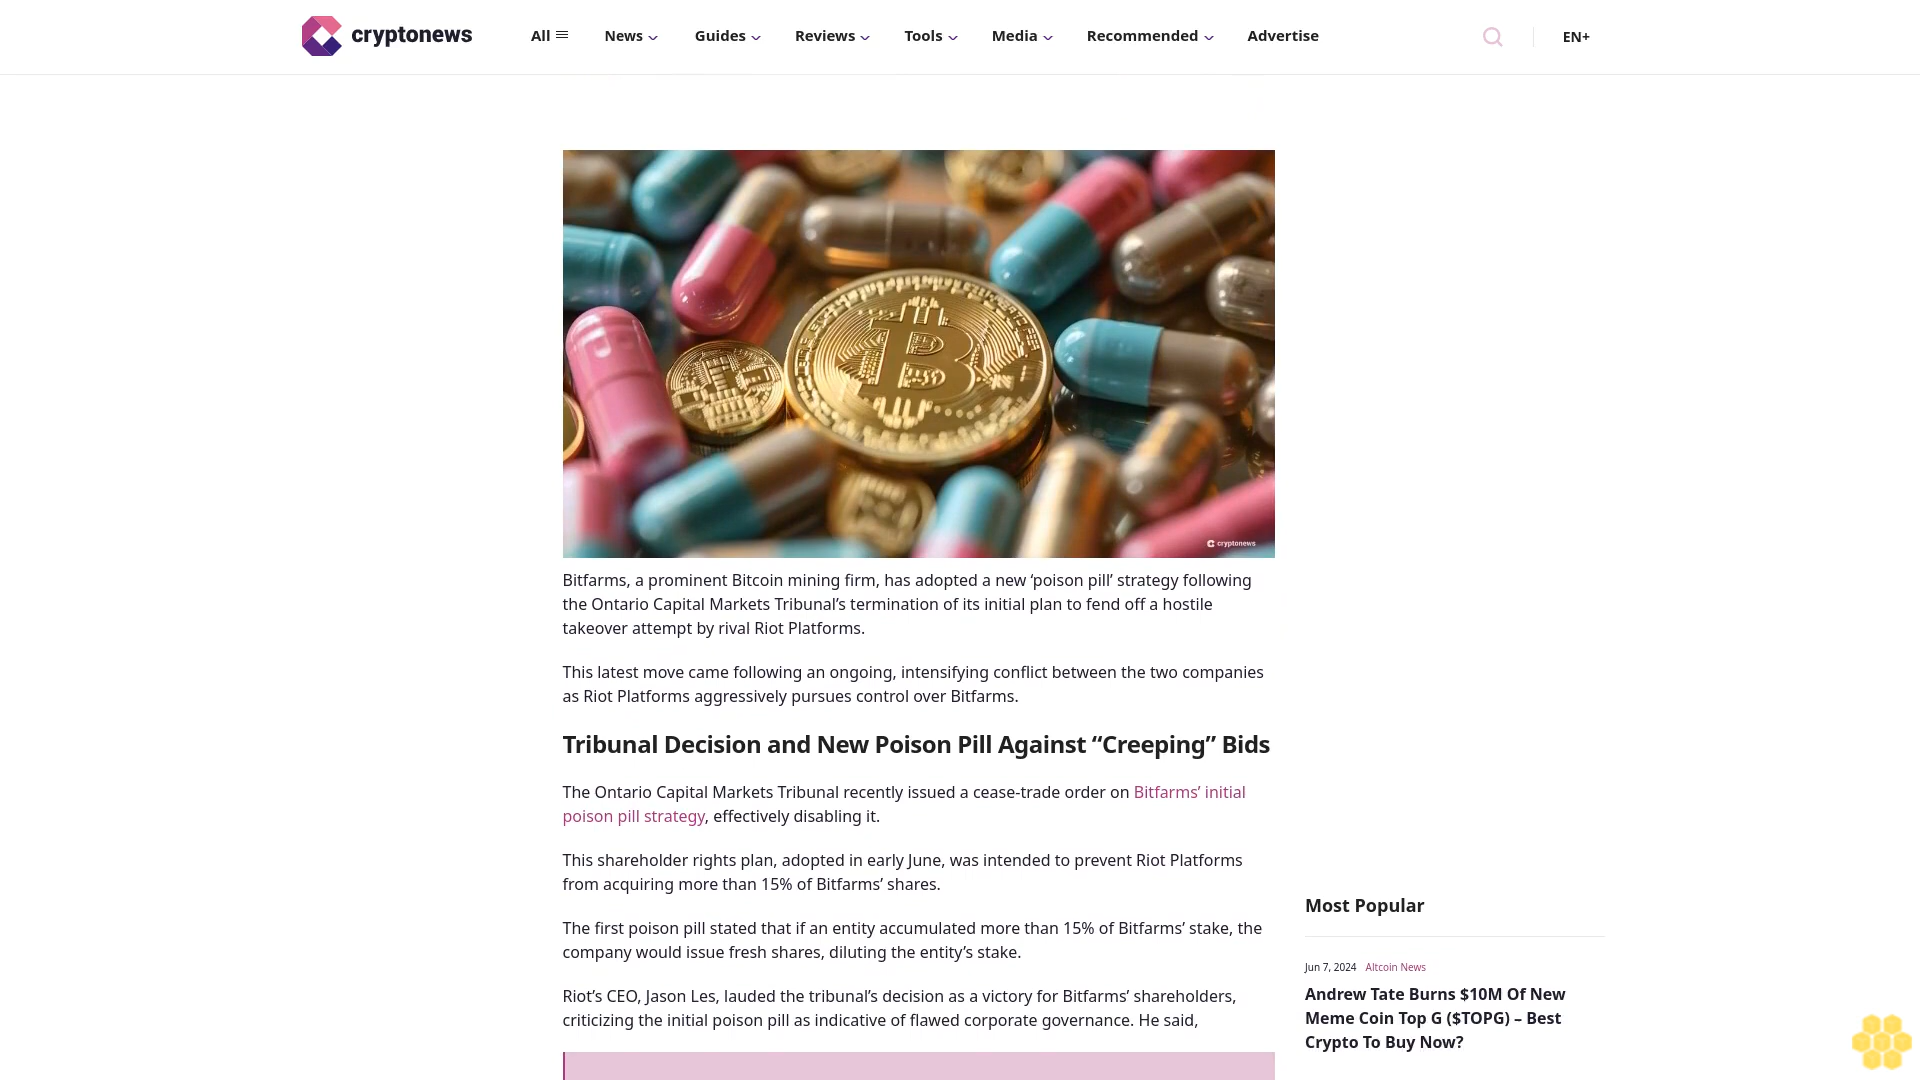 cryptonews
All
News
Guides
Reviews
Tools
Media
Recommended
Advertise
EN+
cryptonews
Bitfarms, a prominent Bitcoin mining firm, has adopted a new ‘poison pill’ strategy following
the Ontario Capital Markets Tribunal’s termination of its initial plan to fend off a hostile
takeover attempt by rival Riot Platforms.
This latest move came following an ongoing, intensifying conflict between the two companies
as Riot Platforms aggressively pursues control over Bitfarms.
Tribunal Decision and New Poison Pill Against “Creeping” Bids
The Ontario Capital Markets Tribunal recently issued a cease-trade order on Bitfarms’ initial
poison pill strategy, effectively disabling it.
This shareholder rights plan, adopted in early June, was intended to prevent Riot Platforms
from acquiring more than 15% of Bitfarms’ shares.
The first poison pill stated that if an entity accumulated more than 15% of Bitfarms’ stake, the
company would issue fresh shares, diluting the entity’s stake.
Riot’s CEO, Jason Les, lauded the tribunal’s decision as a victory for Bitfarms’ shareholders,
criticizing the initial poison pill as indicative of flawed corporate governance. He said,
Most Popular
Jun 7, 2024 Altcoin News
Andrew Tate Burns $10M Of New
Meme Coin Top G ($TOPG) – Best
Crypto To Buy Now?